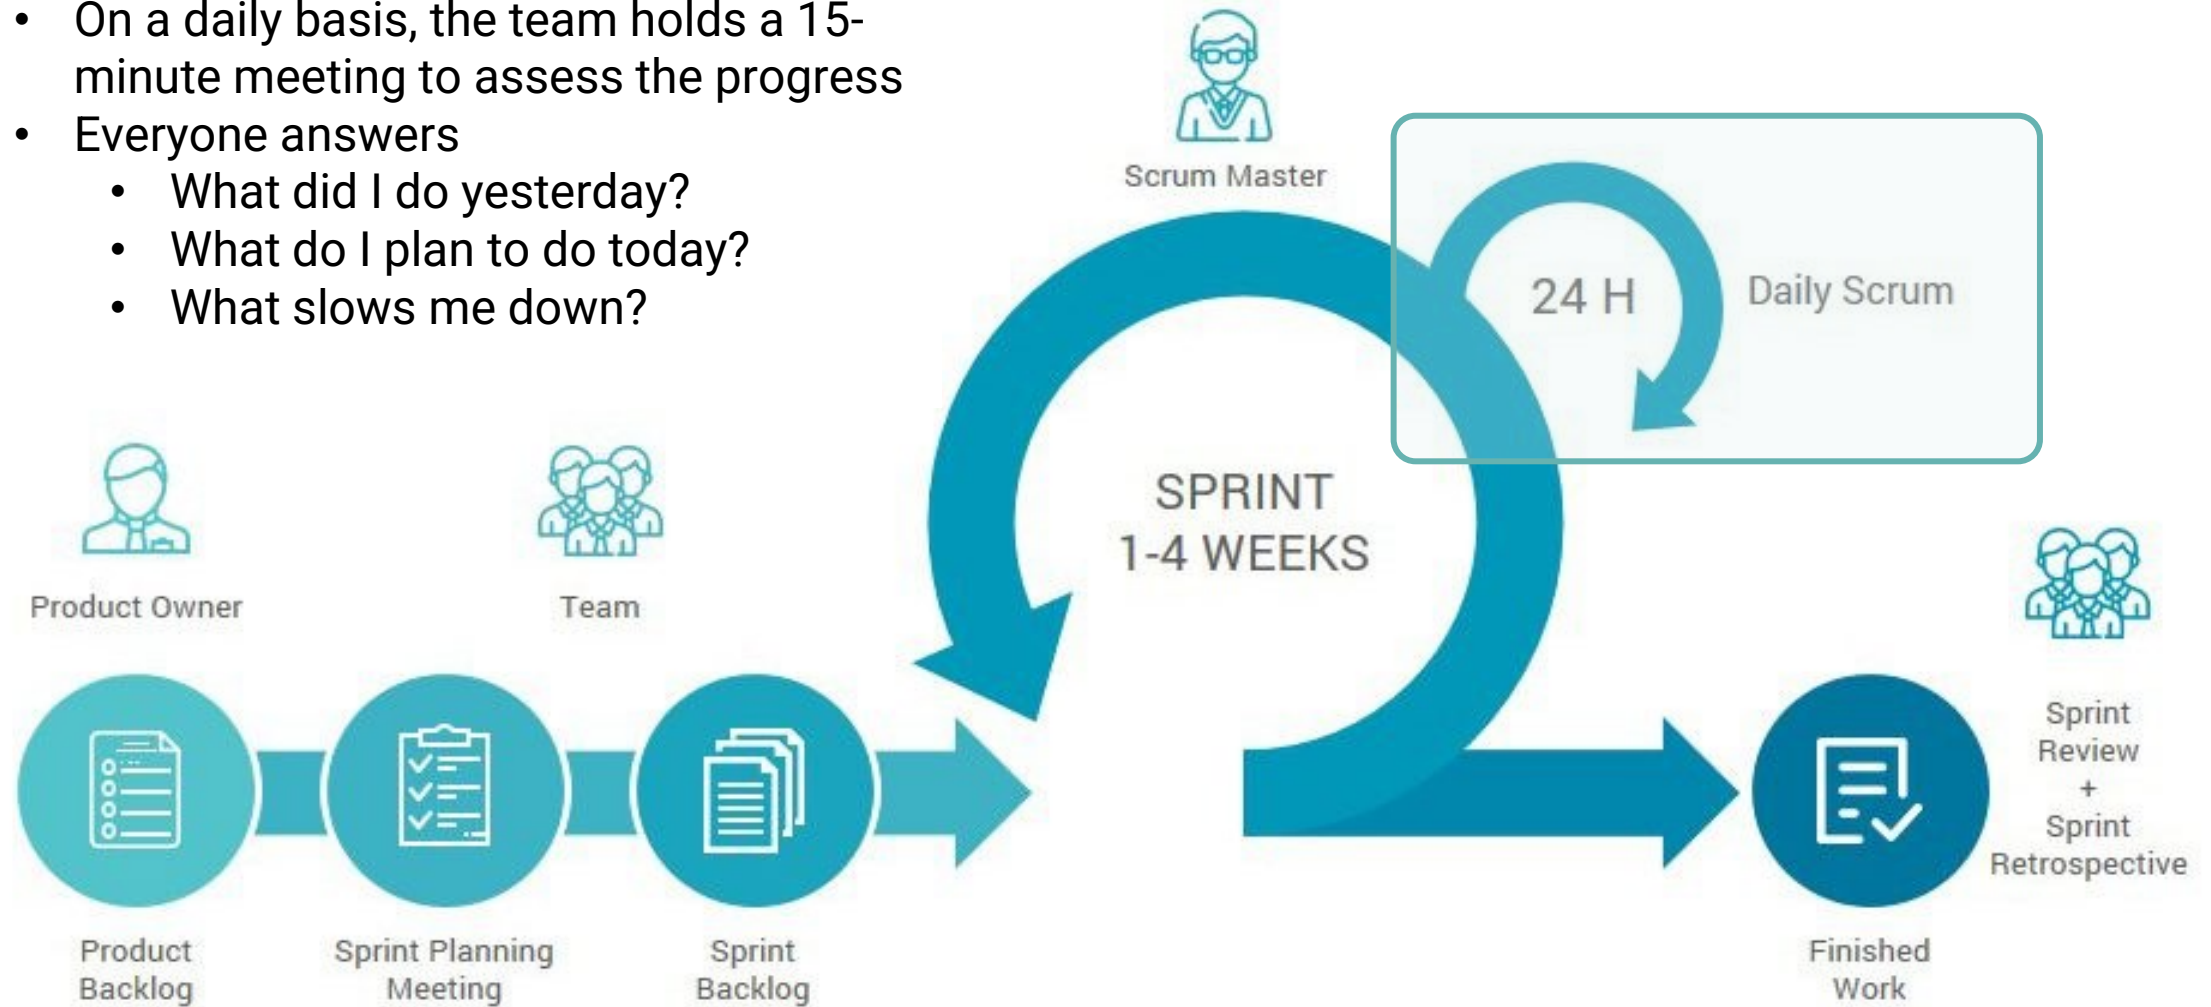 • On a daily basis, the team holds a 15-
minute meeting to assess the progress
• Everyone answers
• What did I do yesterday?
• What do I plan to do today?
• What slows me down?
Scrum Master
24 H
Daily Scrum
SPRINT
1-4 WEEKS
Product Owner
Team
Sprint
Review
+
Sprint
Retrospective
Product
Backlog
Sprint Planning
Meeting
Sprint
Backlog
Finished
Work